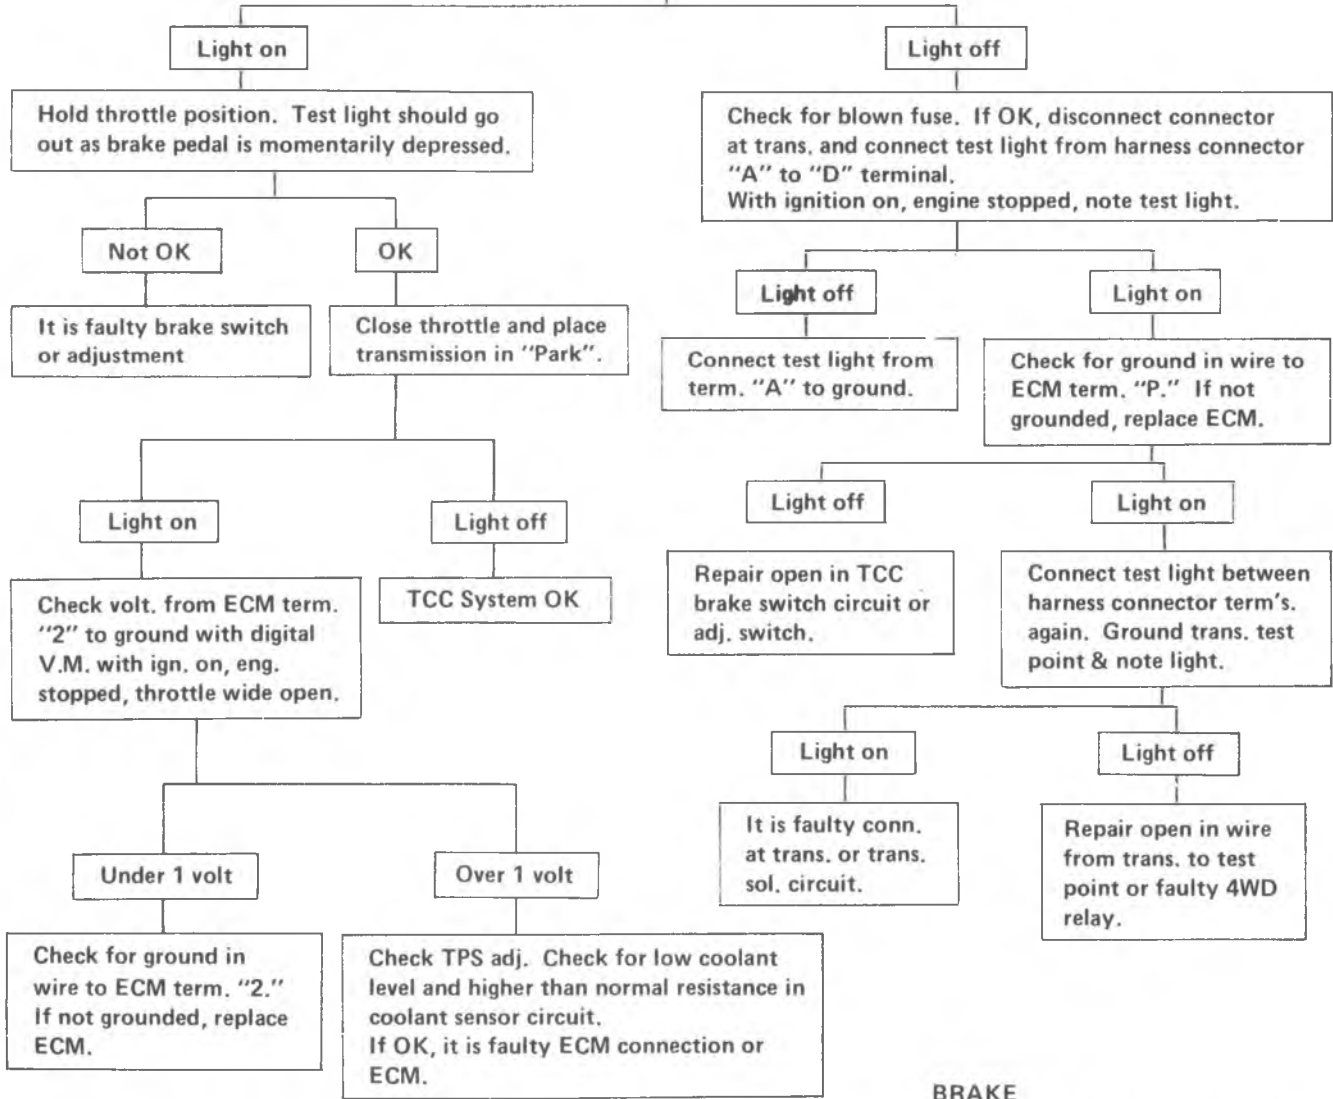 Light on
Light off
Hold throttle position. Test light should go
out as brake pedal is momentarily depressed.
Check for blown fuse. If OK, disconnect connector
at trans. and connect test light from harness connector
"A" to "D" terminal.
With ignition on, engine stopped, note test light.
Not OK
OK
Light off
Light on
It is faulty brake switch
or adjustment
Close throttle and place
transmission in "Park".
Connect test light from
term. "A" to ground.
Check for ground in wire to
ECM term. "P." If not
grounded, replace ECM.
Light on
Light off
Light off
Light on
Check volt. from ECM term.
"2" to ground with digital
V.M. with ign. on, eng.
stopped, throttle wide open.
TCC System OK
Repair open in TCC
brake switch circuit or
adj. switch.
Connect test light between
harness connector term's.
again. Ground trans. test
point & note light.
Light on
Light off
It is faulty conn.
at trans. or trans.
sol. circuit.
Repair open in wire
from trans. to test
point or faulty 4WD
relay.
Under 1 volt
Over 1 volt
Check for ground in
wire to ECM term. "2."
If not grounded, replace
ECM.
Check TPS adj. Check for low coolant
level and higher than normal resistance in
coolant sensor circuit.
If OK, it is faulty ECM connection or
ECM.
BRAKE